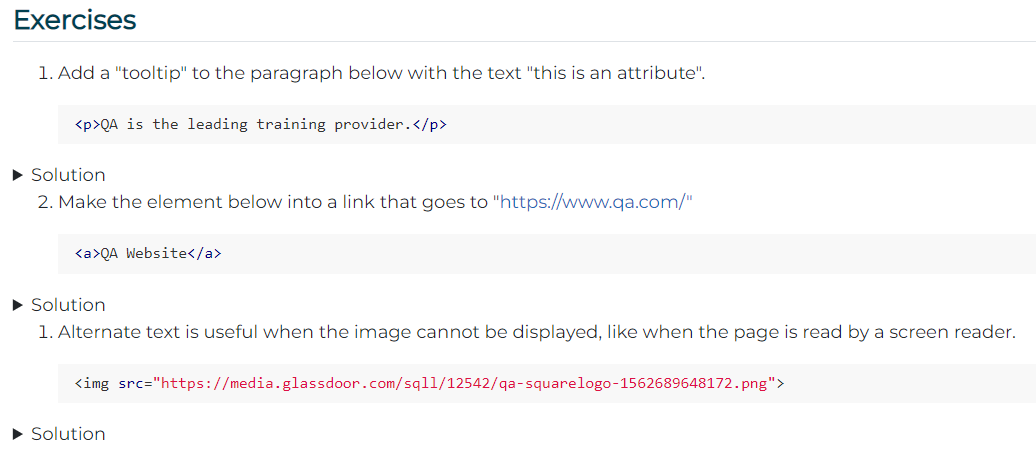 Exercises
1. Add a "tooltip" to the paragraph below with the text "this is an attribute".
<p>QA is the leading training provider.</p>
▶ Solution
2. Make the element below into a link that goes to "https://www.qa.com/"
<a>QA Website</a>
▶ Solution
1. Alternate text is useful when the image cannot be displayed, like when the page is read by a screen reader.
<img src="https://media.glassdoor.com/sqll/12542/qa-squarelogo-1562689648172.png">
▶ Solution